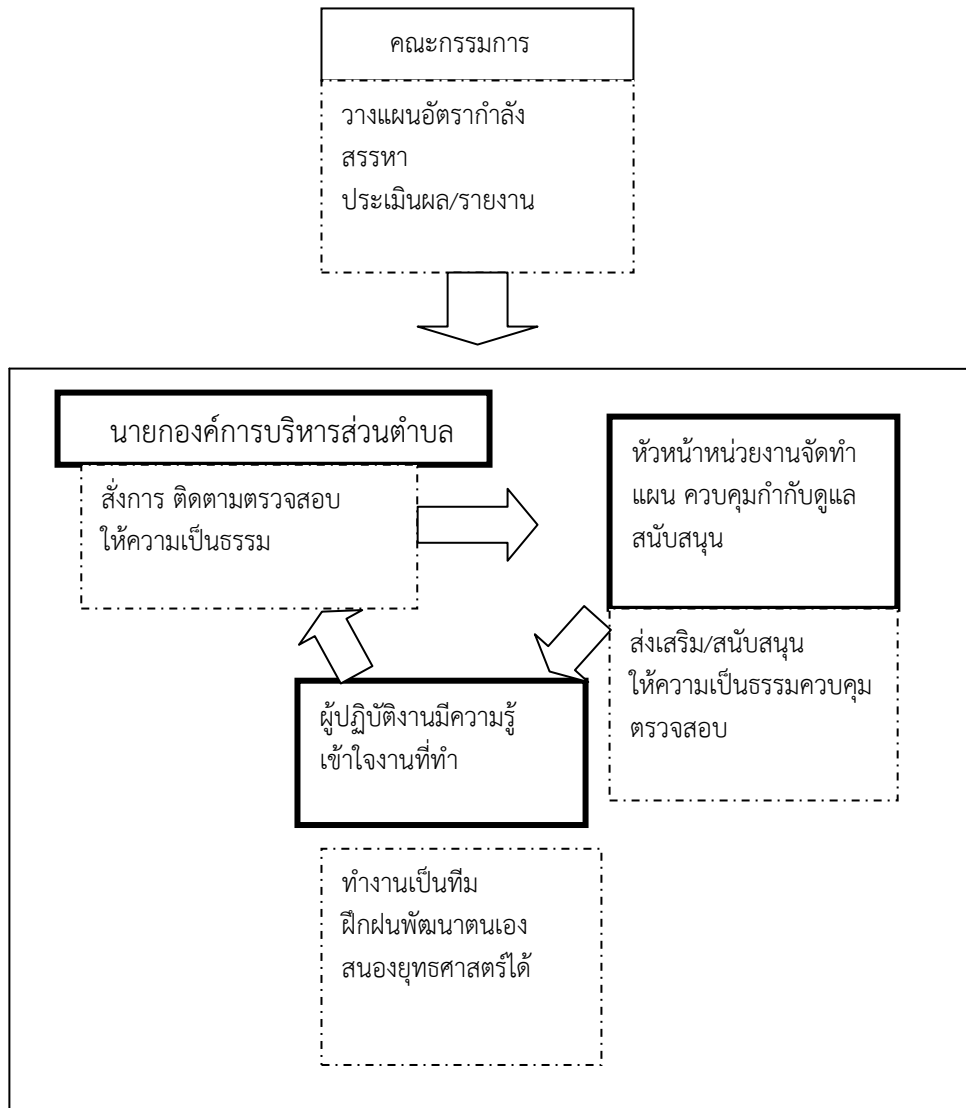 คณะกรรมการ
วางแผนอัตรากำลัง
สรรหา
ประเมินผล/รายงาน
นายกองค์การบริหารส่วนตำบล
สั่งการ ติดตามตรวจสอบ
ให้ความเป็นธรรม
หัวหน้าหน่วยงานจัดทำ
แผน ควบคุมกำกับดูแล
สนับสนุน
ส่งเสริม/สนับสนุน
ให้ความเป็นธรรมควบคุม
ตรวจสอบ
ผู้ปฏิบัติงานมีความรู้
เข้าใจงานที่ทำ
ทำงานเป็นทีม
ฝึกฝนพัฒนาตนเอง
สนองยุทธศาสตร์ได้